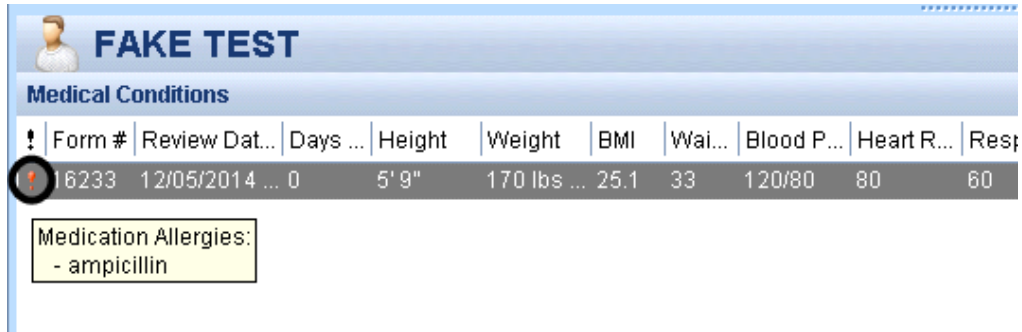 FAKE TEST
Medical Conditions
! Form # Review Dat... Days ... Height Weight BMI Wai... Blood P... Heart R... Resp
! 16233 12/05/2014 ... 0 5' 9" 170 lbs ... 25.1 33 120/80 80 60
Medication Allergies:
- ampicillin